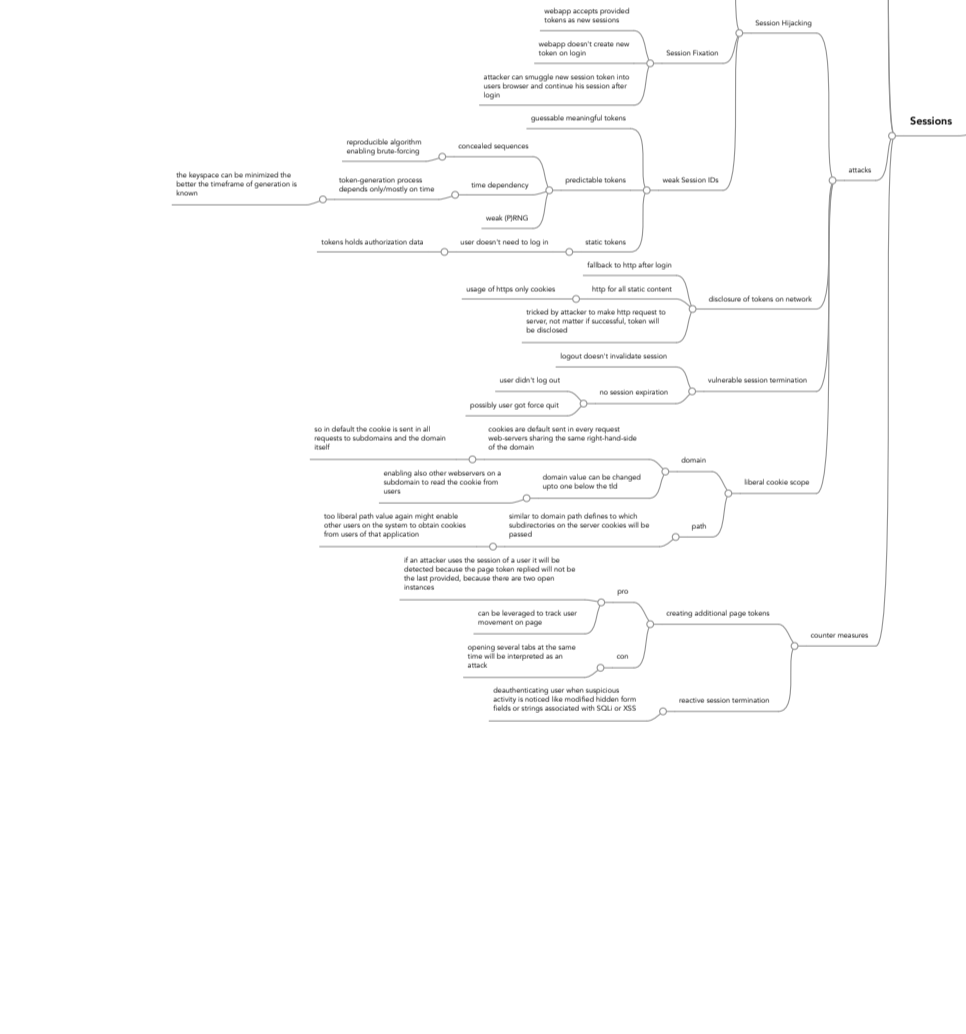 webapp accepts provided
tokens as new sessions
Session Hijacking
webapp doesn't create new
token on login
Session Fixation
attacker can smuggle new session token into
users browser and continue his session after
login
guessable meaningful tokens
Sessions
reproducible algorithm
enabling brute-forcing
concealed sequences
attacks
the keyspace can be minimized the
better the timeframe of generation is
known
token-generation process
depends only/mostly on time
time dependency
predictable tokens
weak Session IDs
weak (P)RNG
tokens holds authorization data
user doesn't need to log in
static tokens
fallback to http after login
usage of https only cookies
http for all static content
disclosure of tokens on network
tricked by attacker to make http request to
server, not matter if successful, token will
be disclosed
logout doesn't invalidate session
user didn't log out
no session expiration
vulnerable session termination
possibly user got force quit
so in default the cookie is sent in all
requests to subdomains and the domain
itself
cookies are default sent in every request
web-servers sharing the same right-hand-side
of the domain
domain
enabling also other webservers on a
subdomain to read the cookie from
users
domain value can be changed
upto one below the tld
liberal cookie scope
too liberal path value again might enable
other users on the system to obtain cookies
from users of that application
similar to domain path defines to which
subdirectories on the server cookies will be
passed
path
if an attacker uses the session of a user it will be
detected because the page token replied will not be
the last provided, because there are two open
instances
pro
can be leveraged to track user
movement on page
creating additional page tokens
counter measures
opening several tabs at the same
time will be interpreted as an
attack
con
deauthenticating user when suspicious
activity is noticed like modified hidden form
fields or strings associated with SQLi or XSS
reactive session termination